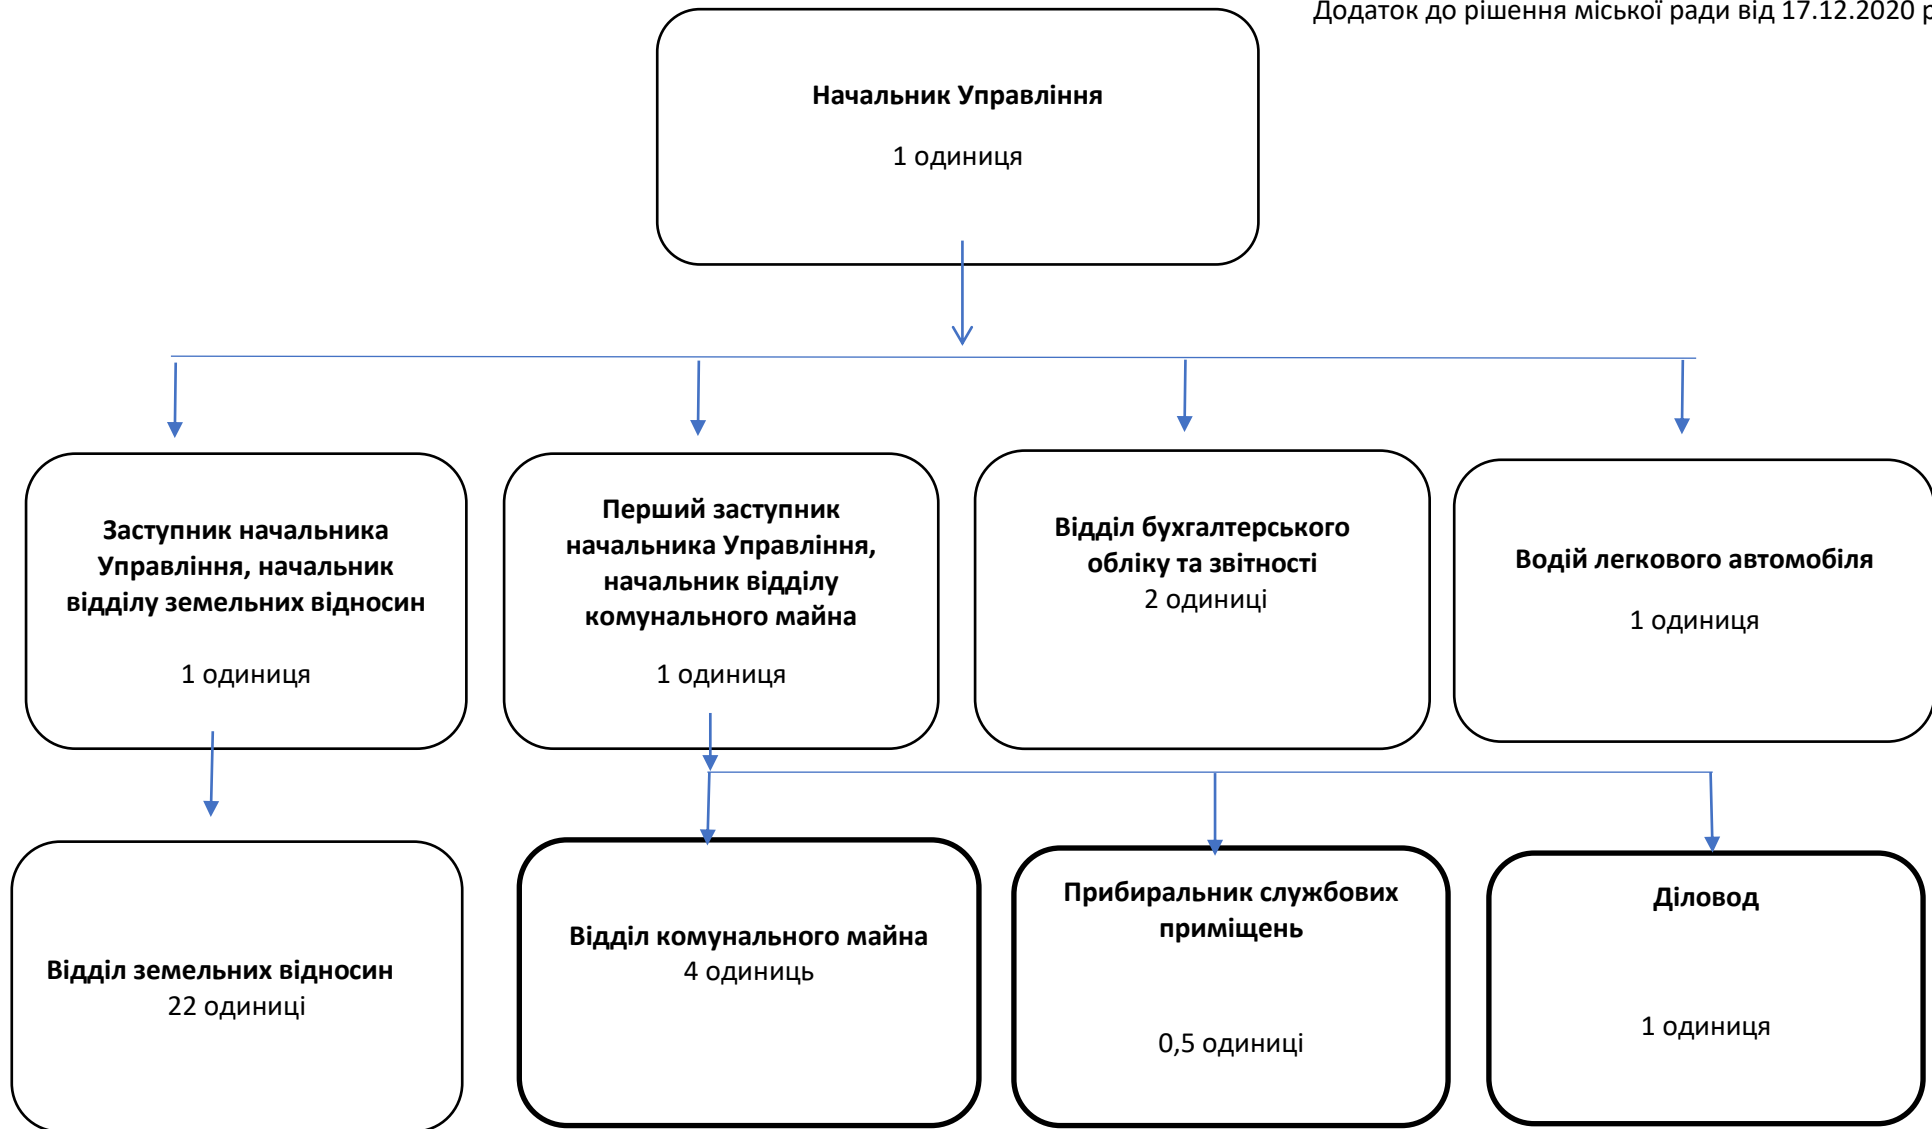 Додаток до рішення міської ради від 17.12.2020 р
Начальник Управління
1 одиниця
Заступник начальника
Управління, начальник
відділу земельних відносин
1 одиниця
Перший заступник
начальника Управління,
начальник відділу
комунального майна
1 одиниця
Відділ бухгалтерського
обліку та звітності
2 одиниці
Водій легкового автомобіля
1 одиниця
Відділ земельних відносин
22 одиниці
Відділ комунального майна
4 одиниць
Прибиральник службових
приміщень
0,5 одиниці
Діловод
1 одиниця